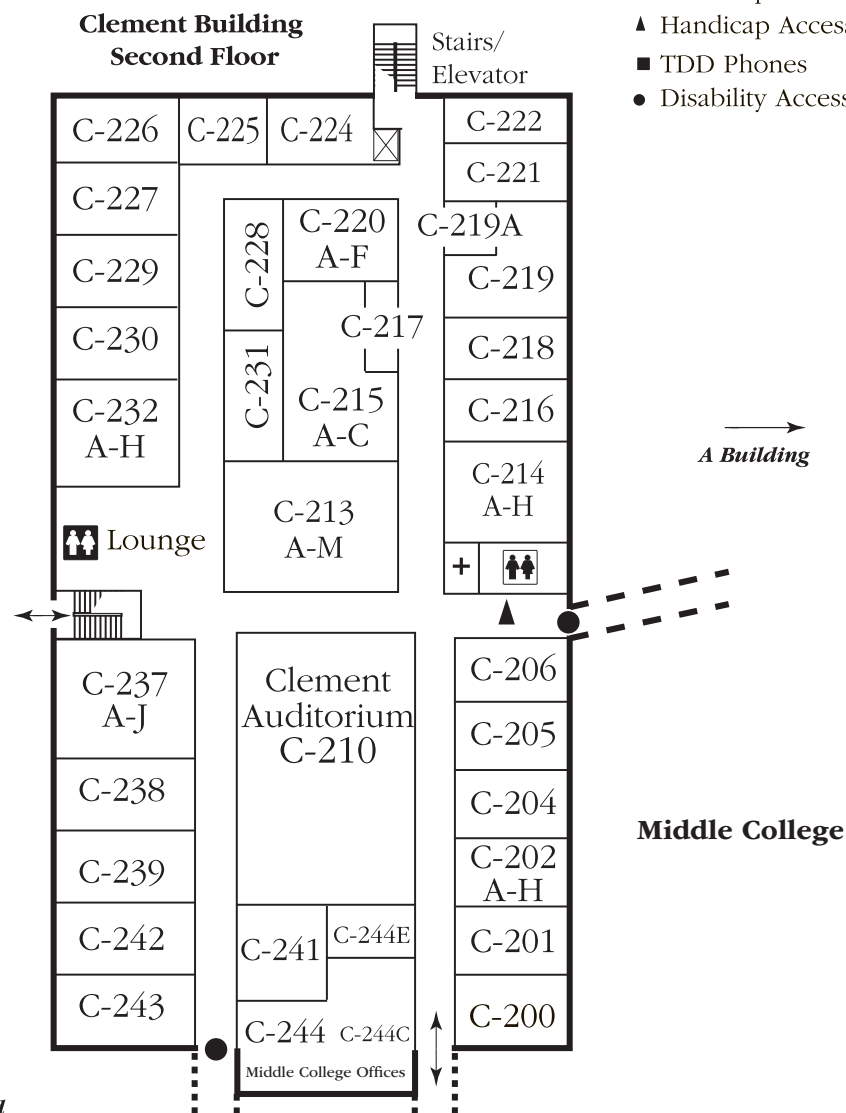 Clement Building
Second Floor
Stairs/
Elevator
Handicap Access
TDD Phones
Disability Access
C-226
C-225
C-224
C-222
C-221
C-227
C-219A
C-220
A-F
C-228
C-229
C-219
C-217
C-230
C-218
C-231
C-215
A-C
C-232
A-H
C-216
A Building
C-214
A-H
C-213
A-M
Lounge
+
C-237
A-J
Clement
Auditorium
C-210
C-206
C-205
C-238
C-204
Middle College
C-239
C-202
A-H
C-242
C-241
C-244E
C-201
C-243
C-244
C-244C
C-200
Middle College Offices